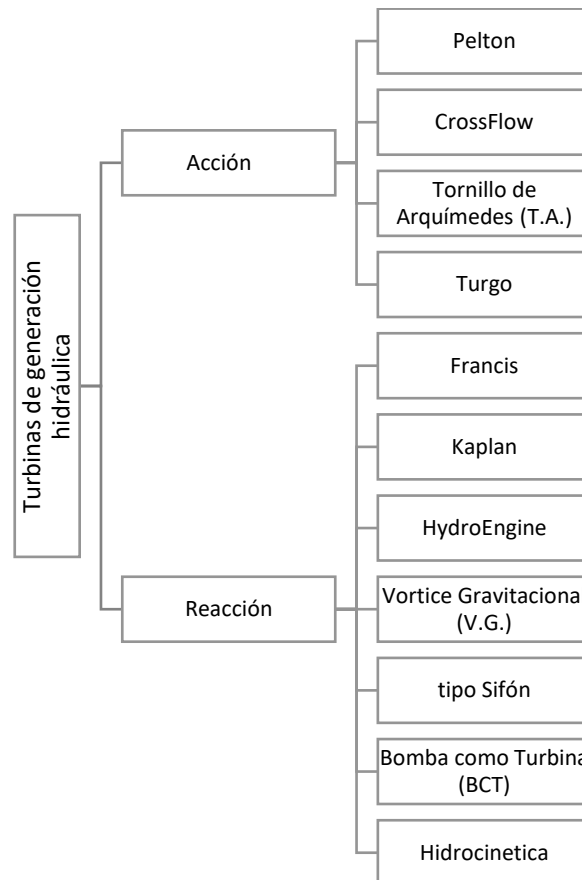 Turbinas de generación
hidráulica
Acción
Pelton
CrossFlow
Tornillo de
Arquímedes (T.A.)
Turgo
Reacción
Francis
Kaplan
HydroEngine
Vortice Gravitaciona
(V.G.)
tipo Sifón
Bomba como Turbina
(BCT)
Hidrocinetica